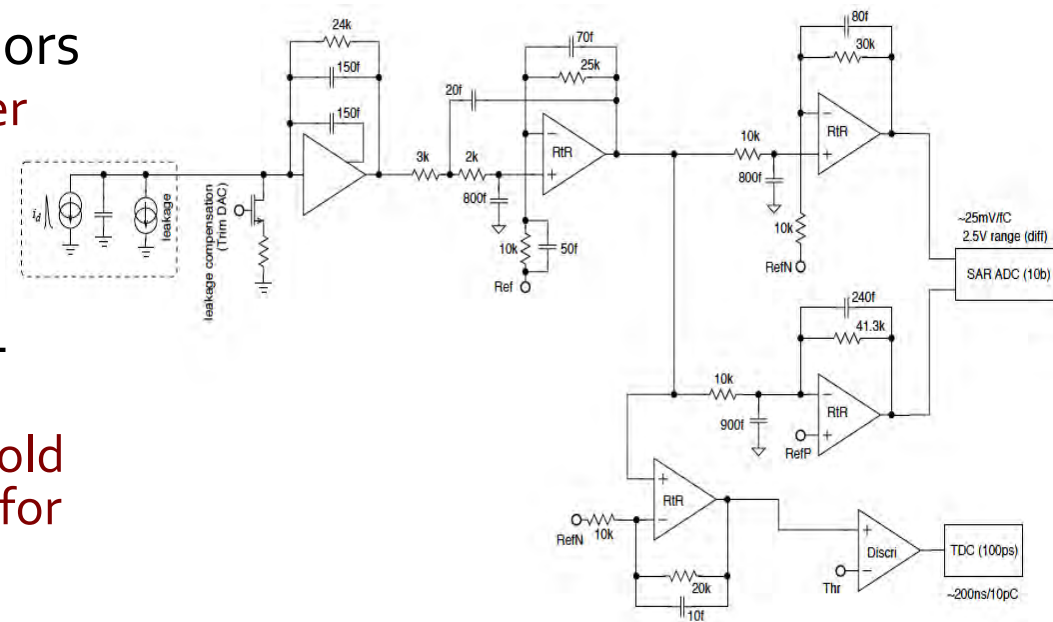 ors
er
-
old
for
24k
150f
150f
i_d
leakage
leakage compensation
(Trim DAC)
3k
2k
20f
800f
70f
25k
RtR
10k
50f
Ref
10k
800f
80f
30k
RtR
10k
RefN
~25mV/fC
2.5V range (diff)
SAR ADC (10b)
10k
900f
240f
41.3k
RtR
RefP
RtR
RefN
10k
20k
10f
Discri
Thr
TDC (100ps)
~200ns/10pC